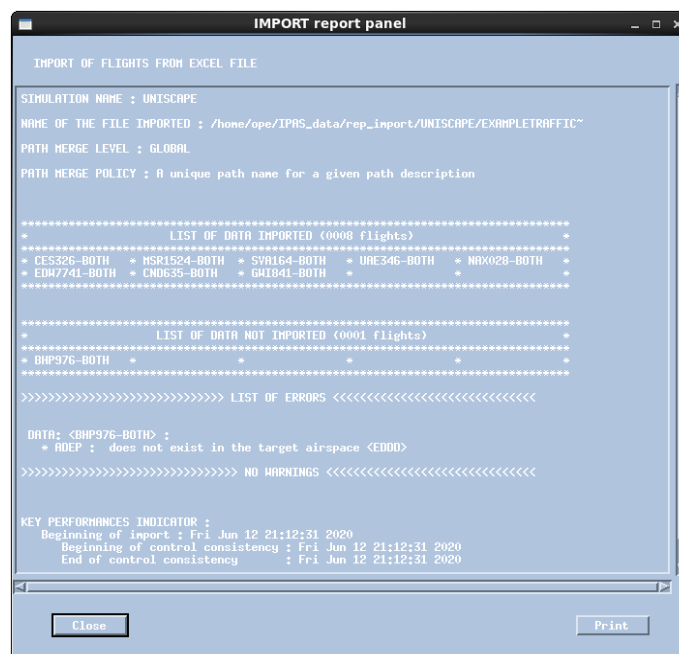 IMPORT report panel
IMPORT OF FLIGHTS FROM EXCEL FILE
SIMULATION NAME : UNISCAPE
NAME OF THE FILE IMPORTED : /home/ope/IPAS_data/rep_import/UNISCAPE/EXAMPLETRAFFIC~
PATH MERGE LEVEL : GLOBAL
PATH MERGE POLICY : A unique path name for a given path description
*********************************************************************************
* LIST OF DATA IMPORTED (0008 flights) *
*********************************************************************************
* CES326-BOTH * MSR1524-BOTH * SVA164-BOTH * UAE346-BOTH * NAX028-BOTH *
* EDW7741-BOTH * CND635-BOTH * GWI841-BOTH * * *
*********************************************************************************
*********************************************************************************
* LIST OF DATA NOT IMPORTED (0001 flights) *
*********************************************************************************
* BHP976-BOTH * * * * *
*********************************************************************************
>>>>>>>>>>>>>>>>>>>>>>>>>>>>>> LIST OF ERRORS <<<<<<<<<<<<<<<<<<<<<<<<<<<<<<
DATA: <BHP976-BOTH> :
* ADEP : does not exist in the target airspace <EDDD>
>>>>>>>>>>>>>>>>>>>>>>>>>>>>>>>> NO WARNINGS <<<<<<<<<<<<<<<<<<<<<<<<<<<<<<<
KEY PERFORMANCES INDICATOR :
Beginning of import : Fri Jun 12 21:12:31 2020
Beginning of control consistency : Fri Jun 12 21:12:31 2020
End of control consistency : Fri Jun 12 21:12:31 2020
Close
Print